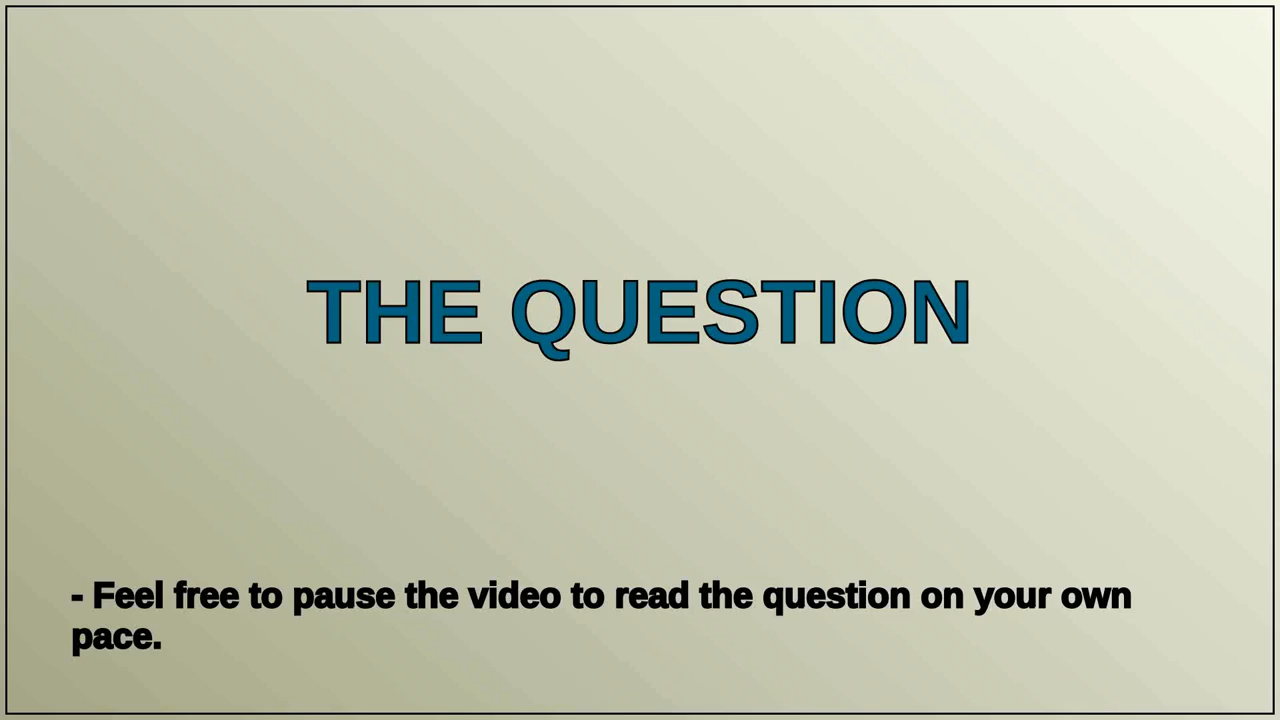 THE QUESTION
- Feel free to pause the video to read the question on your own
pace.